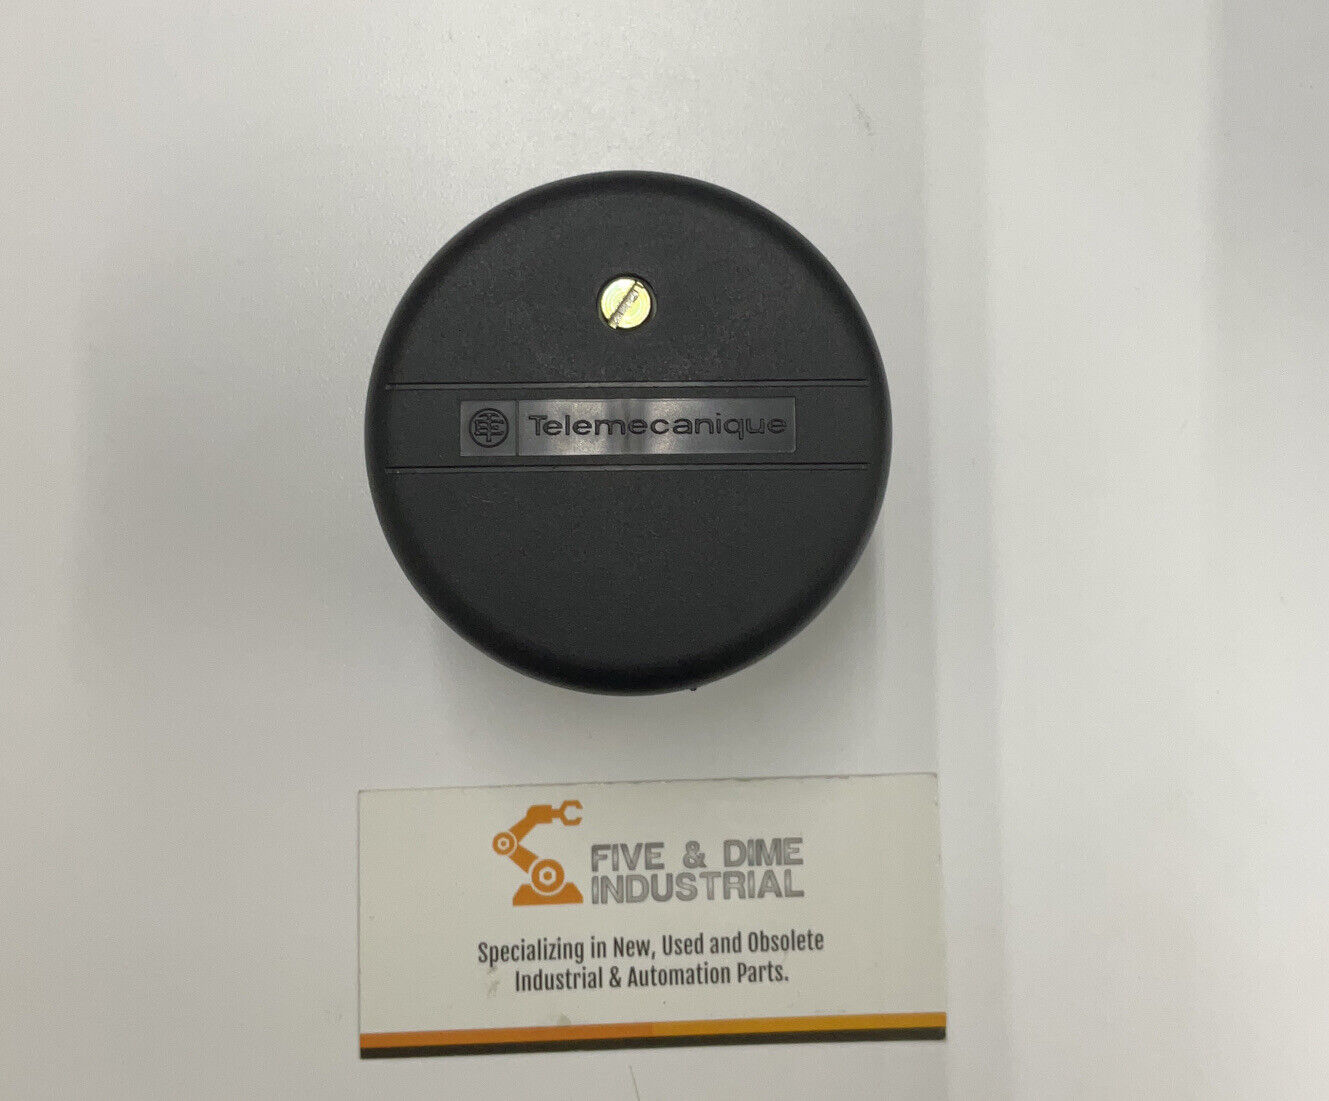 Telemecanique
FIVE & DIME
INDUSTRIAL
Specializing in New, Used and Obsolete
Industrial & Automation Parts.